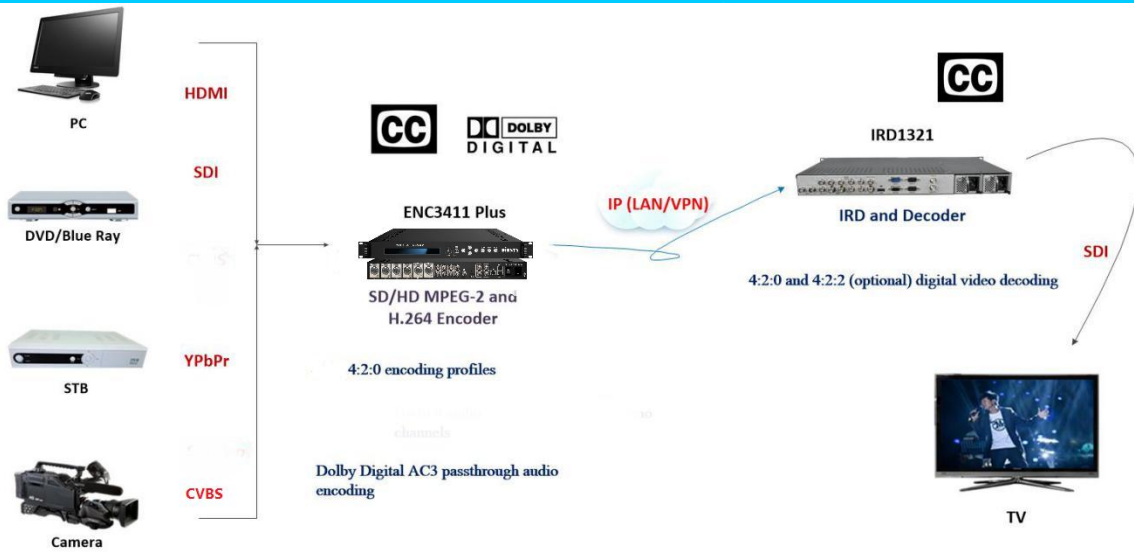 PC
DVD/Blue Ray
STB
Camera
HDMI
SDI
YPbPr
CVBS
CC
DOLBY
DIGITAL
ENC3411 Plus
SD/HD MPEG-2 and
H.264 Encoder
4:2:0 encoding profiles
channels
Dolby Digital AC3 passthrough audio
encoding
IP (LAN/VPN)
CC
IRD1321
IRD and Decoder
4:2:0 and 4:2:2 (optional) digital video decoding
SDI
TV